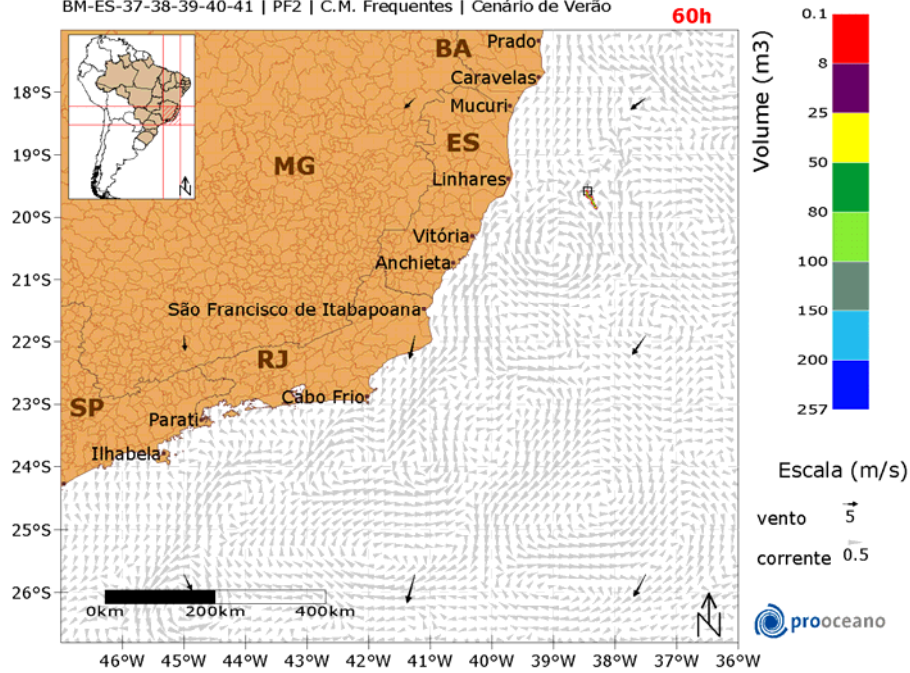 BM-ES-37-38-39-40-41 | PF2 | C.M. Frequentes | Cenário de Verão
60h
0.1
8
25
50
80
100
150
200
257
Volume (m3)
BA
Prado
Caravelas
Mucuri
ES
MG
Linhares
Vitória
Anchieta
São Francisco de Itabapoana
RJ
Cabo Frio
SP
Parati
Ilhabela
18°S
19°S
20°S
21°S
22°S
23°S
24°S
25°S
26°S
Escala (m/s)
vento 5
corrente 0.5
0km 200km 400km
N
N
prooceano
46°W 45°W 44°W 43°W 42°W 41°W 40°W 39°W 38°W 37°W 36°W